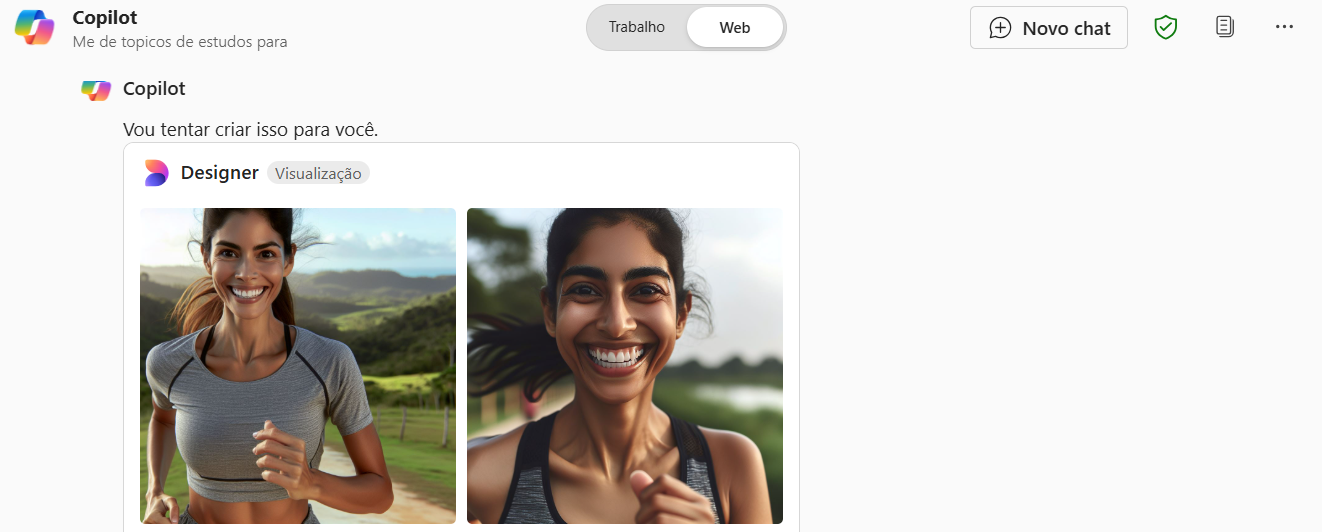 Copilot
Me de topicos de estudos para
Trabalho
Web
Novo chat
Copilot
Vou tentar criar isso para você.
Designer
Visualização